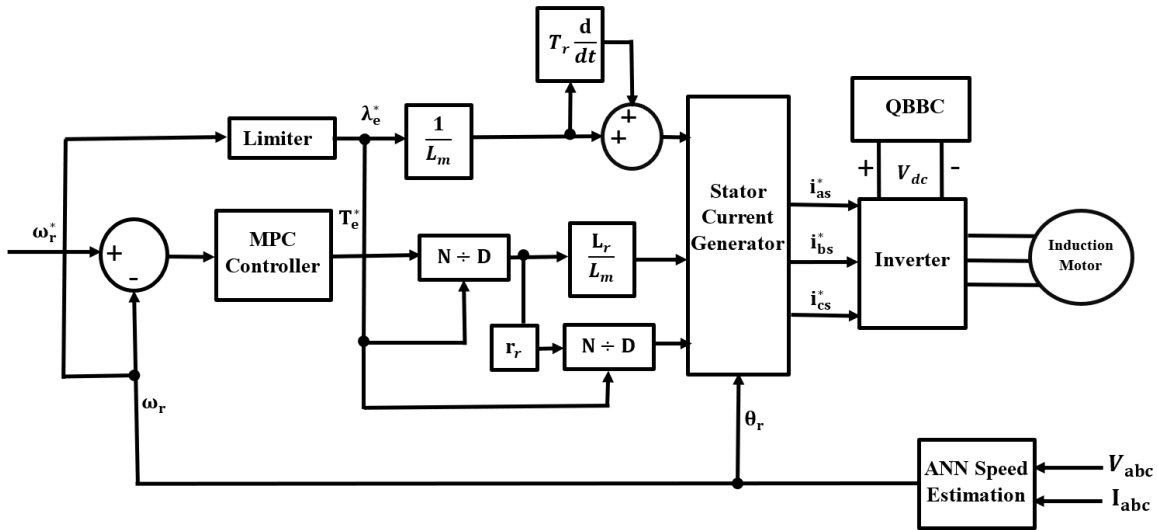 T_r d/dt
QBBC
λ_e^*
Limiter
1/L_m
+
+
+ V_dc -
Stator
Current
Generator
i_as^*
ω_r^*
+
-
MPC
Controller
T_e^*
N ÷ D
L_r/L_m
i_bs^*
Inverter
Induction
Motor
i_cs^*
r_r
N ÷ D
ω_r
θ_r
ANN Speed
Estimation
V_abc
I_abc